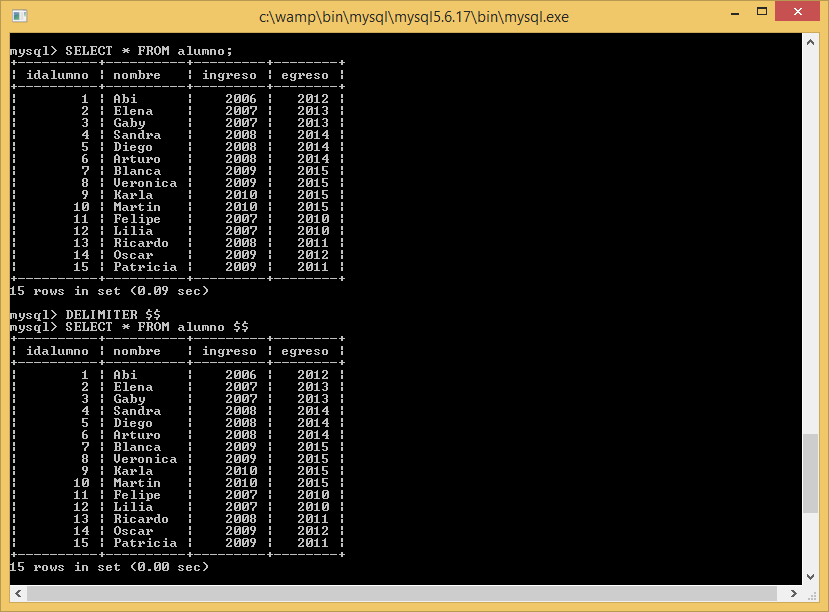 c:\wamp\bin\mysql\mysql5.6.17\bin\mysql.exe
mysql> SELECT * FROM alumno;
+----------+----------+---------+--------+
¦ idalumno ¦ nombre   ¦ ingreso ¦ egreso ¦
+----------+----------+---------+--------+
¦        1 ¦ Abi      ¦    2006 ¦   2012 ¦
¦        2 ¦ Elena    ¦    2007 ¦   2013 ¦
¦        3 ¦ Gaby     ¦    2007 ¦   2013 ¦
¦        4 ¦ Sandra   ¦    2008 ¦   2014 ¦
¦        5 ¦ Diego    ¦    2008 ¦   2014 ¦
¦        6 ¦ Arturo   ¦    2008 ¦   2014 ¦
¦        7 ¦ Blanca   ¦    2009 ¦   2015 ¦
¦        8 ¦ Veronica ¦    2009 ¦   2015 ¦
¦        9 ¦ Karla    ¦    2010 ¦   2015 ¦
¦       10 ¦ Martin   ¦    2010 ¦   2015 ¦
¦       11 ¦ Felipe   ¦    2007 ¦   2010 ¦
¦       12 ¦ Lilia    ¦    2007 ¦   2010 ¦
¦       13 ¦ Ricardo  ¦    2008 ¦   2011 ¦
¦       14 ¦ Oscar    ¦    2009 ¦   2012 ¦
¦       15 ¦ Patricia ¦    2009 ¦   2011 ¦
+----------+----------+---------+--------+
15 rows in set (0.09 sec)
mysql> DELIMITER $$
mysql> SELECT * FROM alumno $$
+----------+----------+---------+--------+
¦ idalumno ¦ nombre   ¦ ingreso ¦ egreso ¦
+----------+----------+---------+--------+
¦        1 ¦ Abi      ¦    2006 ¦   2012 ¦
¦        2 ¦ Elena    ¦    2007 ¦   2013 ¦
¦        3 ¦ Gaby     ¦    2007 ¦   2013 ¦
¦        4 ¦ Sandra   ¦    2008 ¦   2014 ¦
¦        5 ¦ Diego    ¦    2008 ¦   2014 ¦
¦        6 ¦ Arturo   ¦    2008 ¦   2014 ¦
¦        7 ¦ Blanca   ¦    2009 ¦   2015 ¦
¦        8 ¦ Veronica ¦    2009 ¦   2015 ¦
¦        9 ¦ Karla    ¦    2010 ¦   2015 ¦
¦       10 ¦ Martin   ¦    2010 ¦   2015 ¦
¦       11 ¦ Felipe   ¦    2007 ¦   2010 ¦
¦       12 ¦ Lilia    ¦    2007 ¦   2010 ¦
¦       13 ¦ Ricardo  ¦    2008 ¦   2011 ¦
¦       14 ¦ Oscar    ¦    2009 ¦   2012 ¦
¦       15 ¦ Patricia ¦    2009 ¦   2011 ¦
+----------+----------+---------+--------+
15 rows in set (0.00 sec)